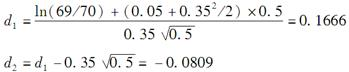 d₁ = (ln(69/70) + (0.05 + 0.35²/2) × 0.5) / (0.35 √0.5) = 0.1666
d₂ = d₁ - 0.35 √0.5 = - 0.0809